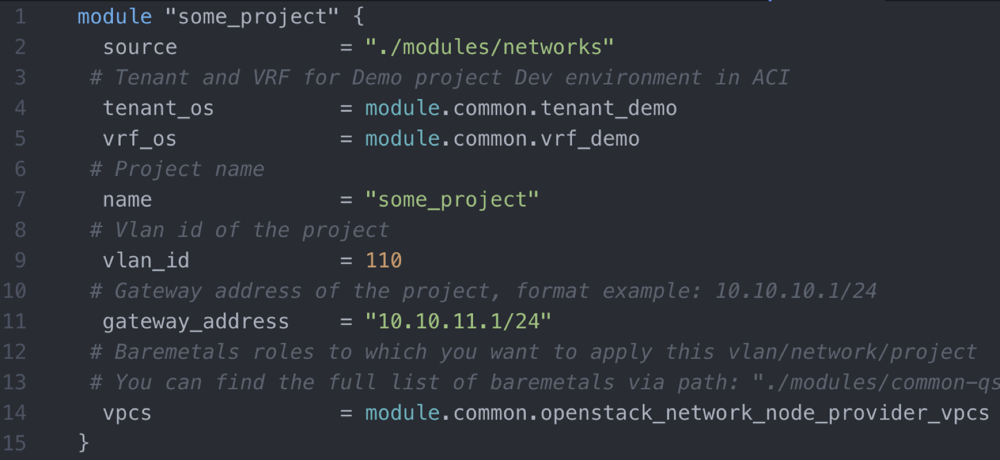 1 module "some_project" {
2 source = "./modules/networks"
3 # Tenant and VRF for Demo project Dev environment in ACI
4 tenant_os = module.common.tenant_demo
5 vrf_os = module.common.vrf_demo
6 # Project name
7 name = "some_project"
8 # Vlan id of the project
9 vlan_id = 110
10 # Gateway address of the project, format example: 10.10.10.1/24
11 gateway_address = "10.10.11.1/24"
12 # Baremetals roles to which you want to apply this vlan/network/project
13 # You can find the full list of baremetals via path: "./modules/common-qs
14 vpcs = module.common.openstack_network_node_provider_vpcs
15 }